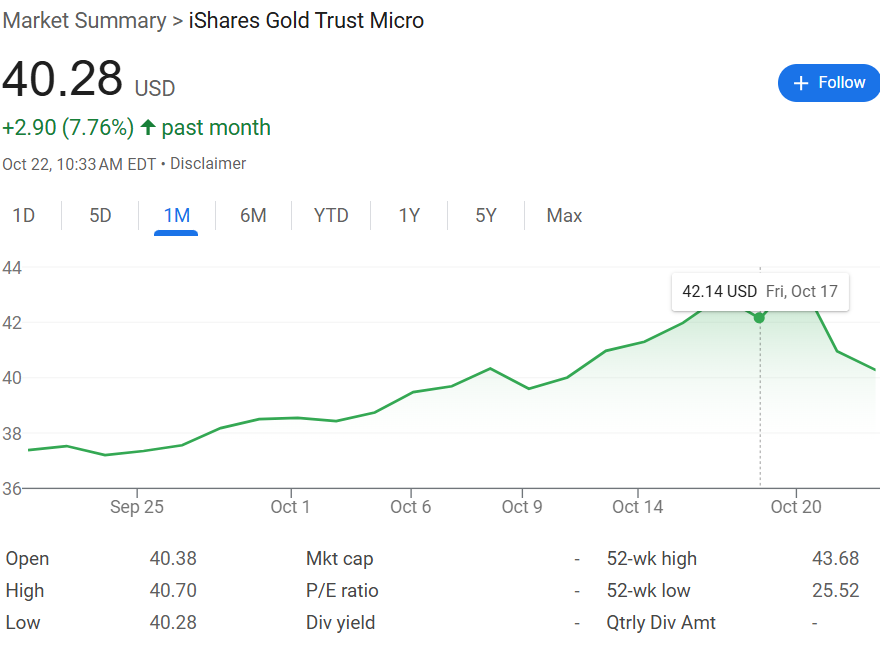 Market Summary > iShares Gold Trust Micro
40.28 USD
+ Follow
+2.90 (7.76%) ↑ past month
Oct 22, 10:33 AM EDT • Disclaimer
1D 5D 1M 6M YTD 1Y 5Y Max
44
42.14 USD Fri, Oct 17
42
40
38
36
Sep 25 Oct 1 Oct 6 Oct 9 Oct 14 Oct 20
Open 40.38 Mkt cap - 52-wk high 43.68
High 40.70 P/E ratio - 52-wk low 25.52
Low 40.28 Div yield - Qtrly Div Amt -